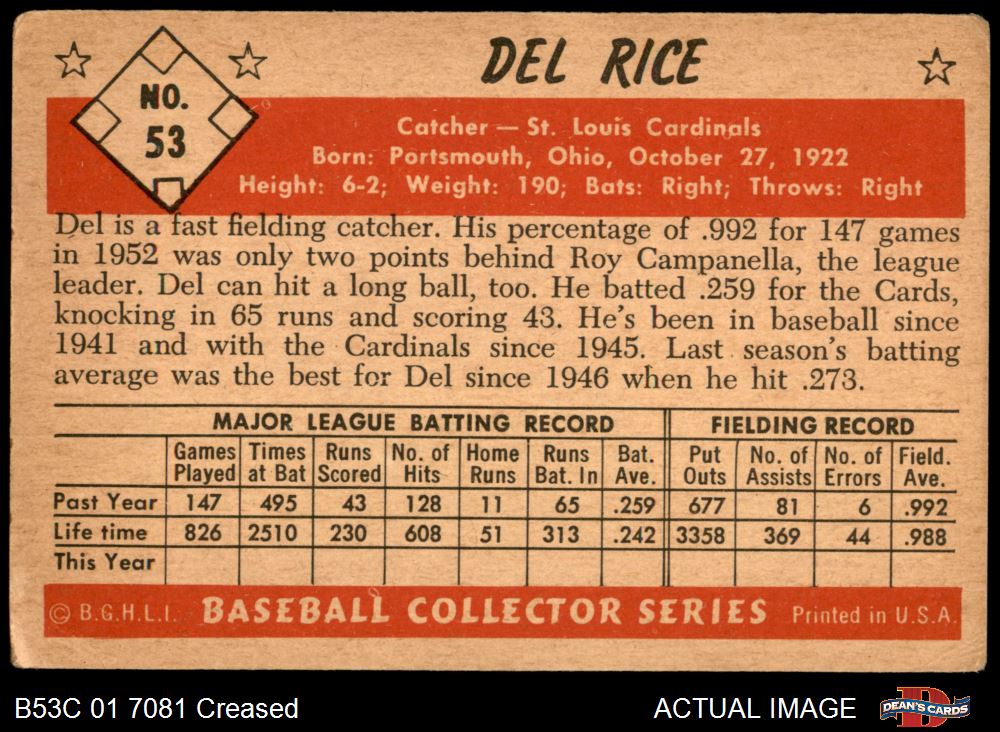 NO.
53
DEL RICE
Catcher — St. Louis Cardinals
Born: Portsmouth, Ohio, October 27, 1922
Height: 6-2; Weight: 190; Bats: Right; Throws: Right
Del is a fast fielding catcher. His percentage of .992 for 147 games
in 1952 was only two points behind Roy Campanella, the league
leader. Del can hit a long ball, too. He batted .259 for the Cards,
knocking in 65 runs and scoring 43. He's been in baseball since
1941 and with the Cardinals since 1945. Last season's batting
average was the best for Del since 1946 when he hit .273.
MAJOR LEAGUE BATTING RECORD FIELDING RECORD
Games Times Runs No. of Home Runs Bat. Put No. of No. of Field.
Played at Bat Scored Hits Runs Bat. In Ave. Outs Assists Errors Ave.
Past Year 147 495 43 128 11 65 .259 677 81 6 .992
Life time 826 2510 230 608 51 313 .242 3358 369 44 .988
This Year
© B.G.H.L.I. BASEBALL COLLECTOR SERIES Printed in U.S.A.
B53C 01 7081 Creased ACTUAL IMAGE D DEAN'S CARDS